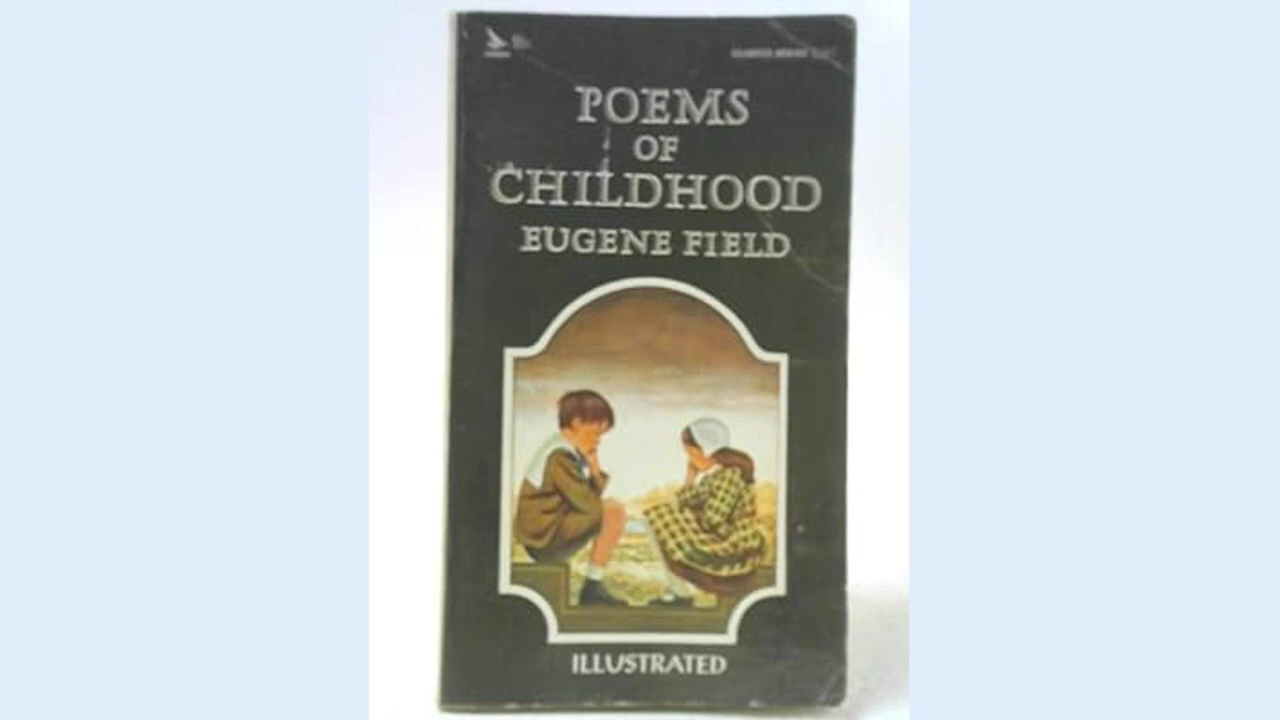 POEMS
OF
CHILDHOOD
EUGENE FIELD
ILLUSTRATED